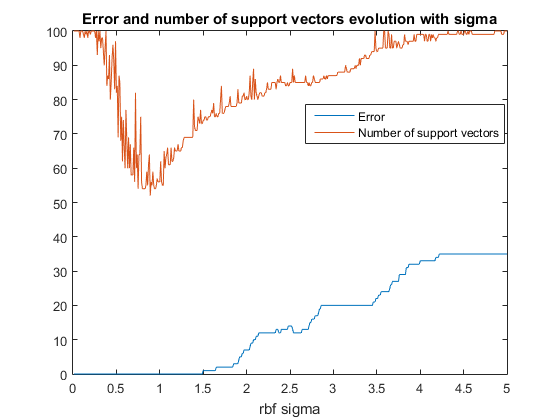 Error and number of support vectors evolution with sigma
100
90
80
70
60
50
40
30
20
10
0
Error
Number of support vectors
0 0.5 1 1.5 2 2.5 3 3.5 4 4.5 5
rbf sigma